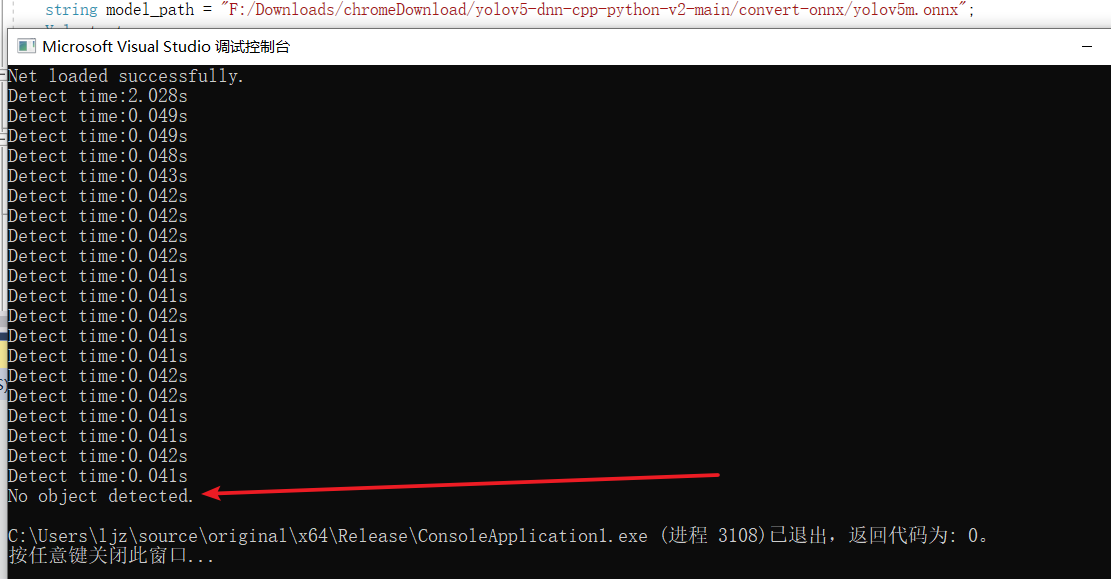 string model_path = "F:/Downloads/chromeDownload/yolov5-dnn-cpp-python-v2-main/convert-onnx/yolov5m.onnx";
Microsoft Visual Studio 调试控制台
Net loaded successfully.
Detect time:2.028s
Detect time:0.049s
Detect time:0.049s
Detect time:0.048s
Detect time:0.043s
Detect time:0.042s
Detect time:0.042s
Detect time:0.042s
Detect time:0.042s
Detect time:0.041s
Detect time:0.041s
Detect time:0.042s
Detect time:0.041s
Detect time:0.041s
Detect time:0.042s
Detect time:0.042s
Detect time:0.041s
Detect time:0.041s
Detect time:0.042s
Detect time:0.041s
No object detected.
C:\Users\ljz\source\original\x64\Release\ConsoleApplication1.exe (进程 3108)已退出，返回代码为: 0。
按任意键关闭此窗口...